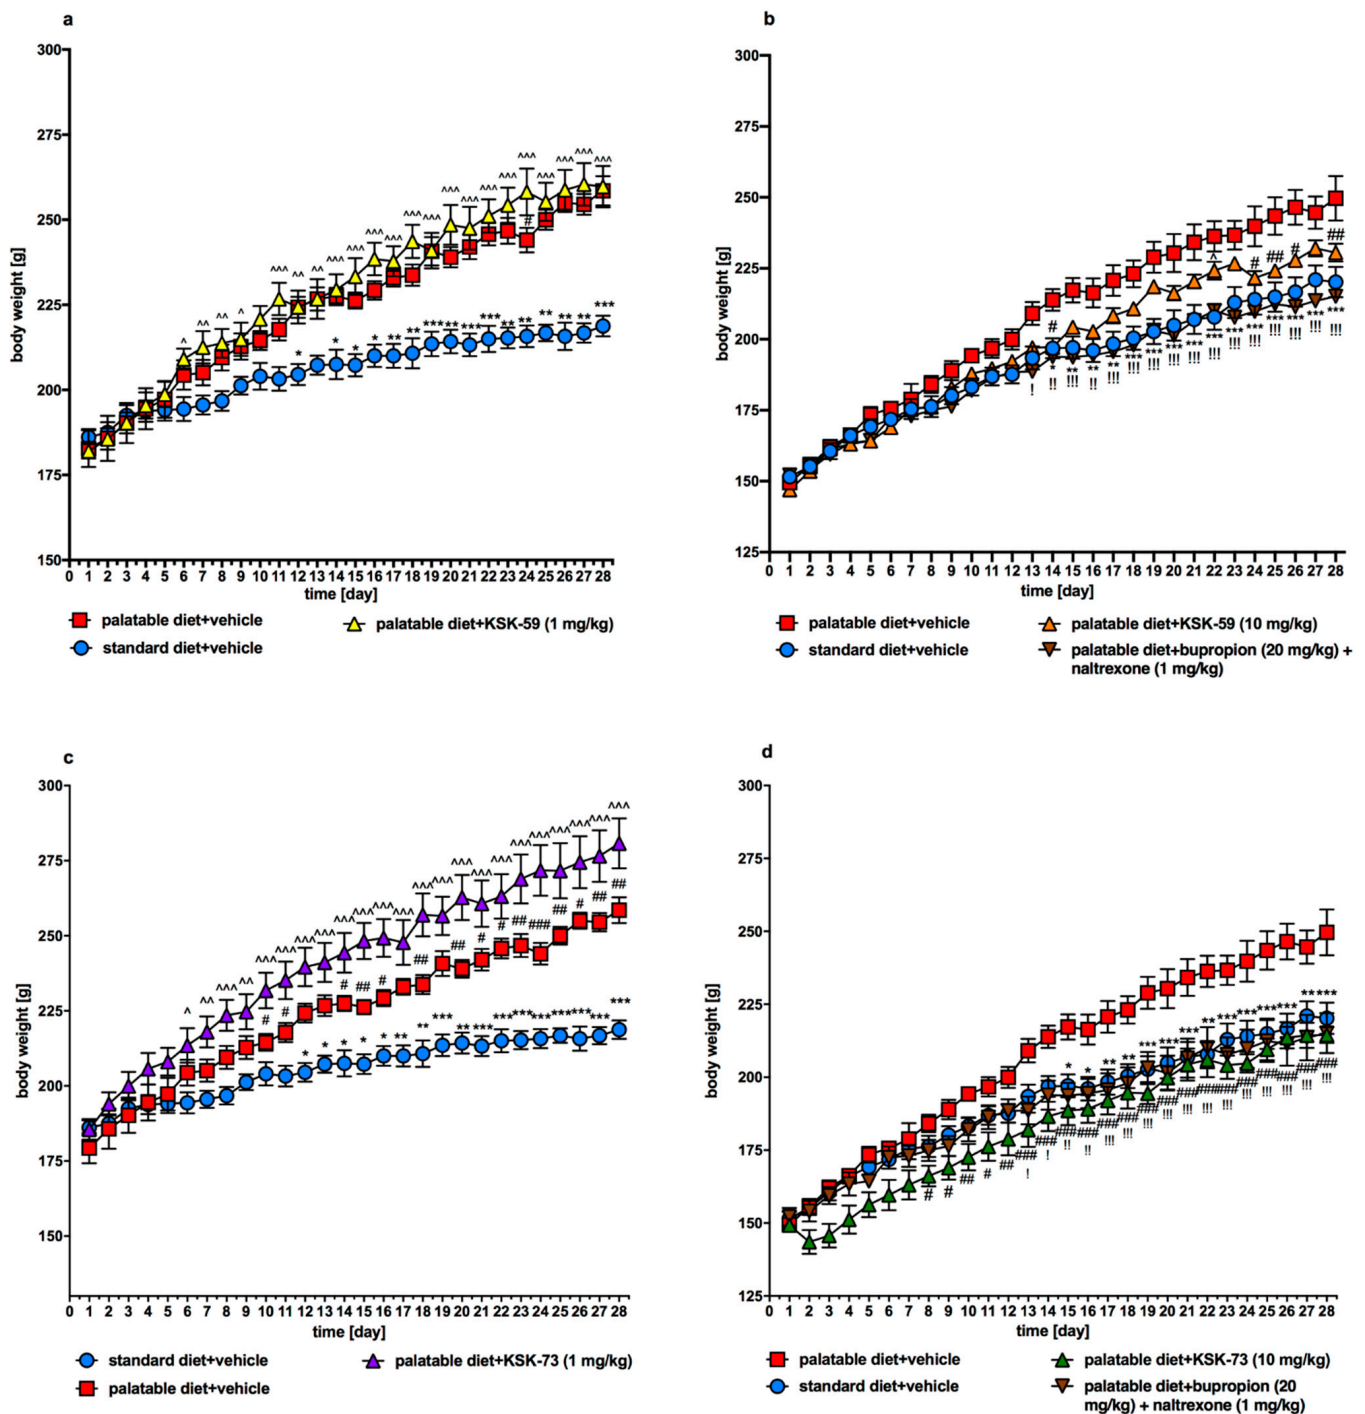 a
300
275
250
225
200
175
150
body weight [g]
^ ^^ ^^ ^ ^^^ ^^ ^^ ^^^ ^^^ ^^^ ^^^ ^^^ ^^^ ^^^ ^^^ ^^^ ^^^ ^^^ ^^^ ^^^ ^^^ ^^^
#
* * * * ** ** *** ** *** *** ** ** ** ** ** ***
0 1 2 3 4 5 6 7 8 9 10 11 12 13 14 15 16 17 18 19 20 21 22 23 24 25 26 27 28
time [day]
palatable diet+vehicle
standard diet+vehicle
palatable diet+KSK-59 (1 mg/kg)
b
300
275
250
225
200
175
150
125
body weight [g]
# ^ # ## # ##
* ** ** ** *** *** *** *** *** *** *** *** *** *** ***
! !! !!! !! !!! !!! !!! !!! !!! !!! !!! !!! !!! !!! !!! !!!
0 1 2 3 4 5 6 7 8 9 10 11 12 13 14 15 16 17 18 19 20 21 22 23 24 25 26 27 28
time [day]
palatable diet+vehicle
standard diet+vehicle
palatable diet+KSK-59 (10 mg/kg)
palatable diet+bupropion (20 mg/kg) +
naltrexone (1 mg/kg)
c
300
275
250
225
200
175
150
body weight [g]
^ ^^ ^^^ ^^ ^^^ ^^^ ^^^ ^^^ ^^^ ^^^ ^^^ ^^^ ^^^ ^^^ ^^^ ^^^ ^^^ ^^^ ^^^ ^^^ ^^^ ^^^ ^^^
# # # ## # ## ## # # ## ### ## # ## ##
* * * * * ** ** *** ** *** *** *** *** *** *** *** ***
0 1 2 3 4 5 6 7 8 9 10 11 12 13 14 15 16 17 18 19 20 21 22 23 24 25 26 27 28
time [day]
standard diet+vehicle
palatable diet+vehicle
palatable diet+KSK-73 (1 mg/kg)
d
300
275
250
225
200
175
150
125
body weight [g]
* * ** ** *** *** *** ** *** *** *** *** *** ***
# # ## # ## ### ### ### ### ### ### ### ### ### ### ### ### ### ### ### ###
! ! !! !! !!! !!! !!! !!! !!! !!! !!! !!! !!! !!! !!! !!!
0 1 2 3 4 5 6 7 8 9 10 11 12 13 14 15 16 17 18 19 20 21 22 23 24 25 26 27 28
time [day]
palatable diet+vehicle
standard diet+vehicle
palatable diet+KSK-73 (10 mg/kg)
palatable diet+bupropion (20
mg/kg) + naltrexone (1 mg/kg)